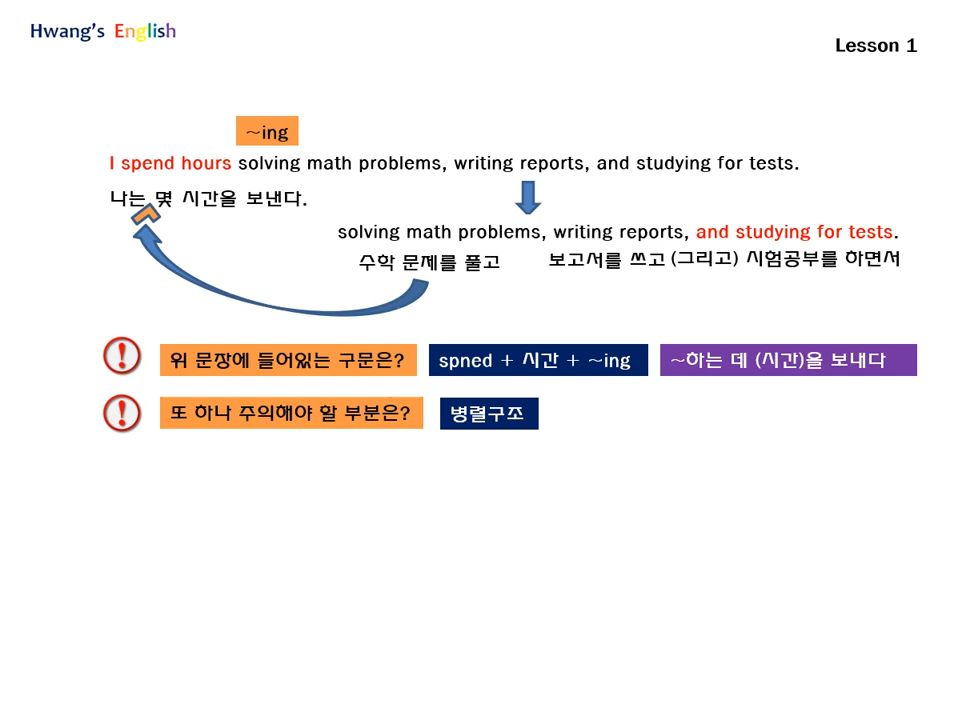 Hwang's English
Lesson 1
~ing
I spend hours solving math problems, writing reports, and studying for tests.
나는 몇 시간을 보낸다.
solving math problems, writing reports, and studying for tests.
수학 문제를 풀고 보고서를 쓰고 (그리고) 시험공부를 하면서
위 문장에 들어있는 구문은? spned + 시간 + ~ing ~하는 데 (시간)을 보내다
또 하나 주의해야 할 부분은? 병렬구조